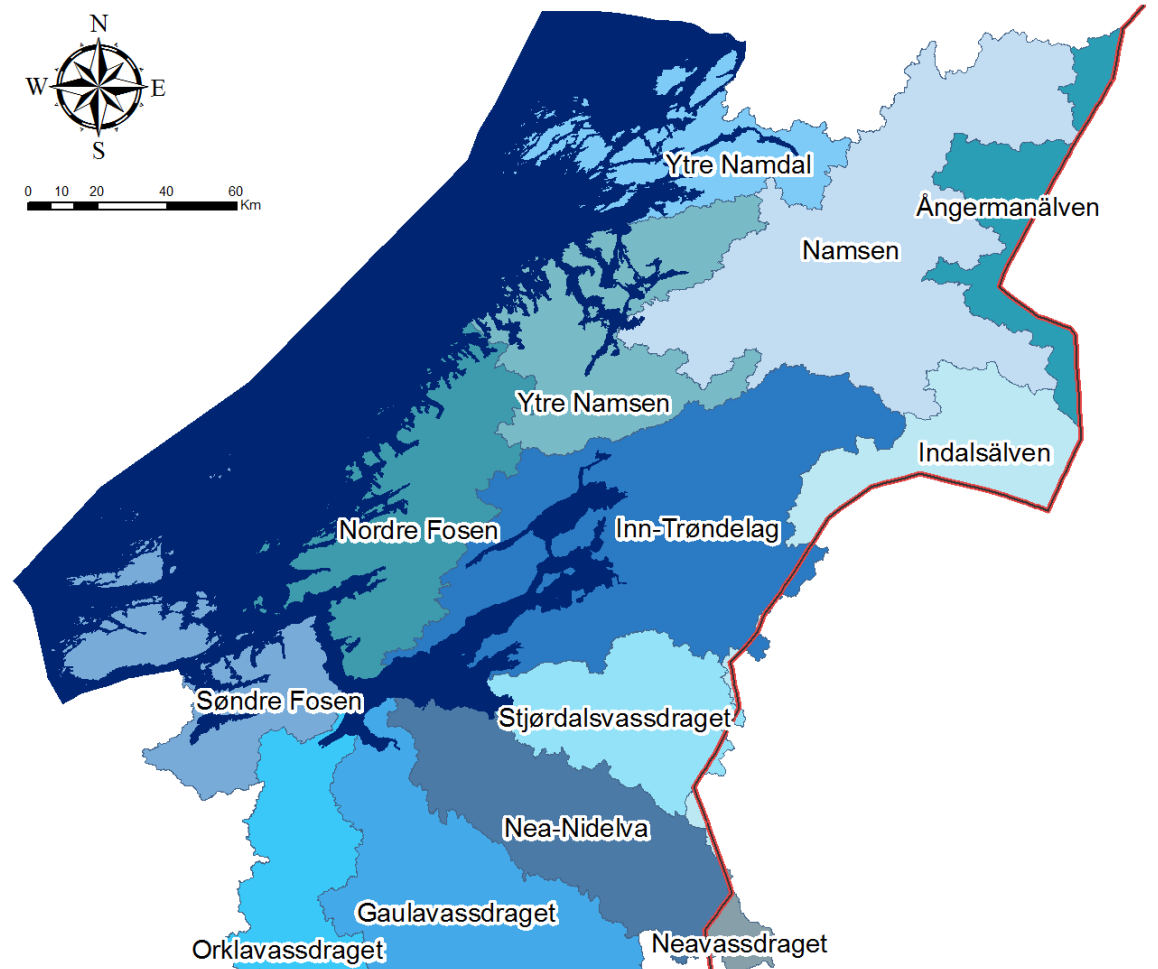 N
W E
S
0 10 20 40 60
Km
Ytre Namdal
Ångermanälven
Namsen
Ytre Namsen
Indalsälven
Nordre Fosen
Inn-Trøndelag
Søndre Fosen
Stjørdalsvassdraget
Nea-Nidelva
Gaulavassdraget
Neavassdraget
Orklavassdraget